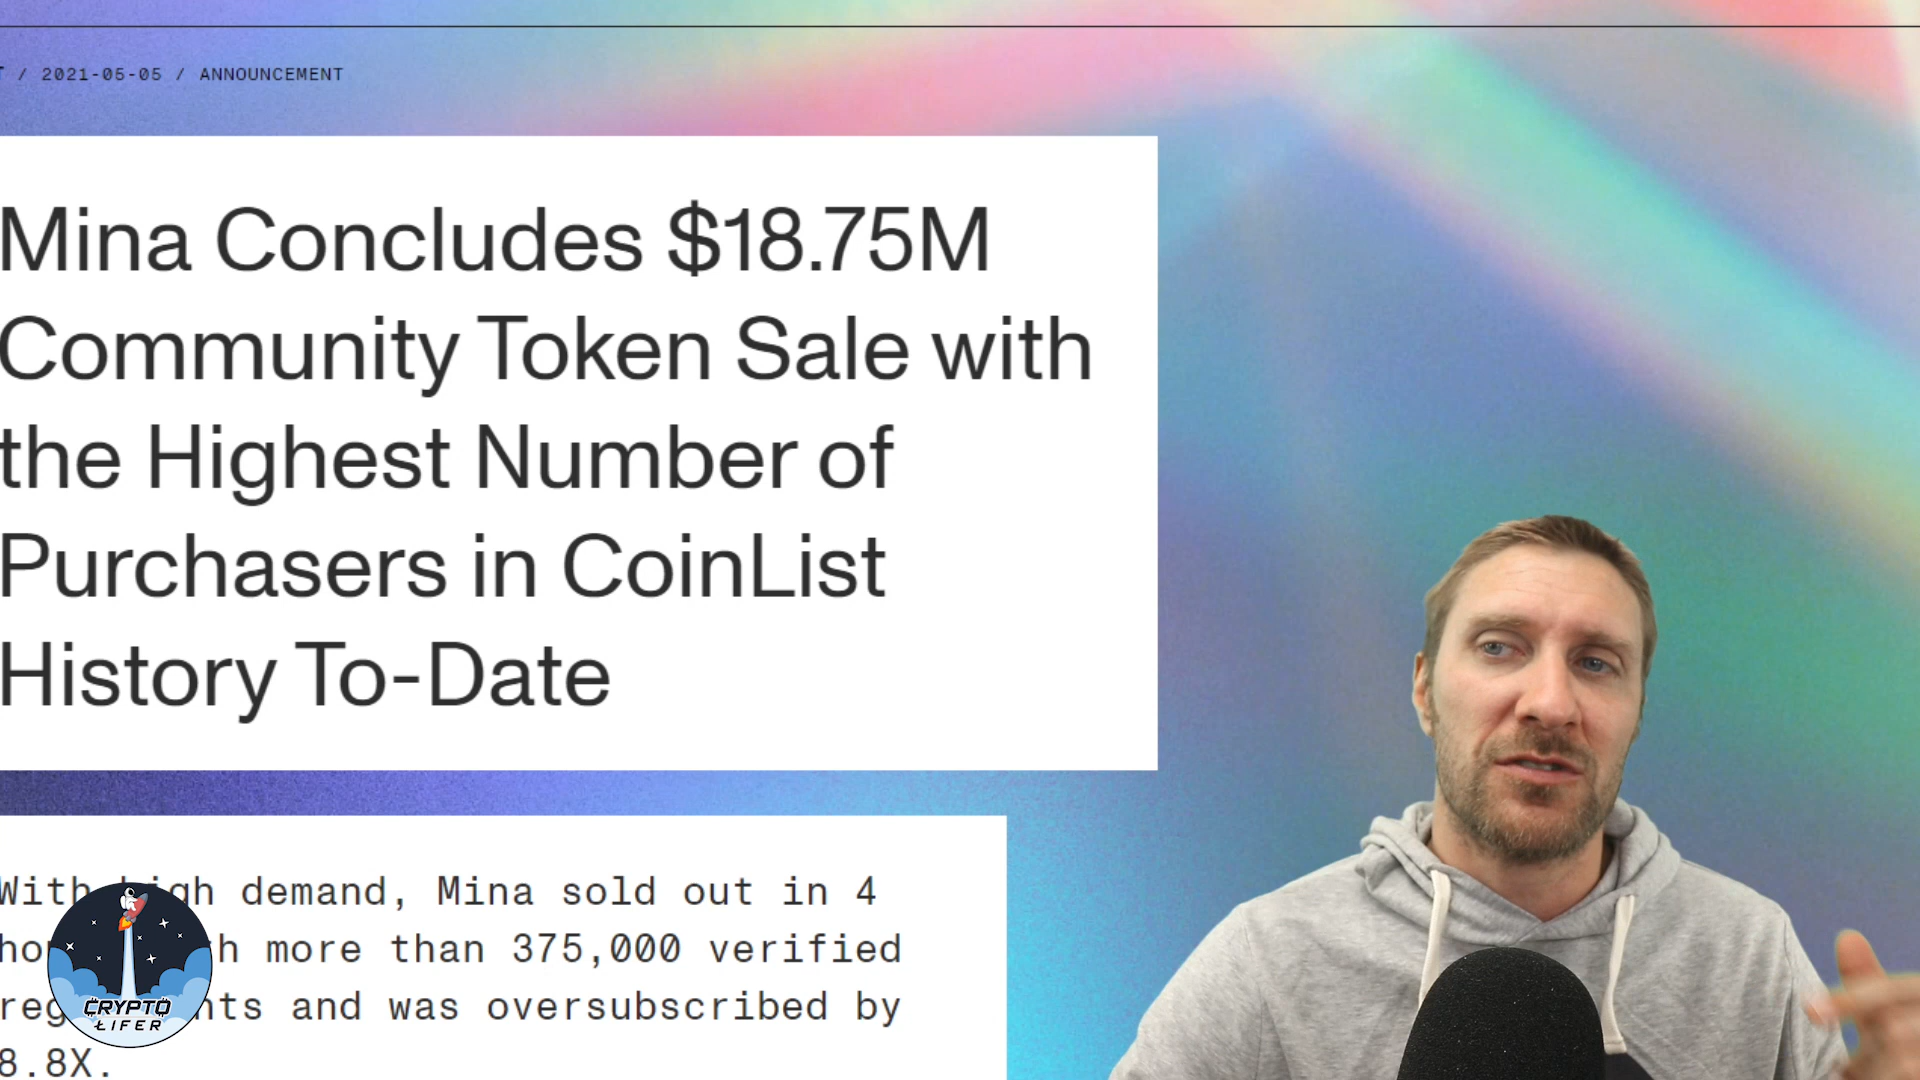 / 2021-05-05 / ANNOUNCEMENT
Mina Concludes $18.75M
Community Token Sale with
the Highest Number of
Purchasers in CoinList
History To-Date
With high demand, Mina sold out in 4
more than 375,000 verified
and was oversubscribed by
8.8X.
CRYPTO
LIFER